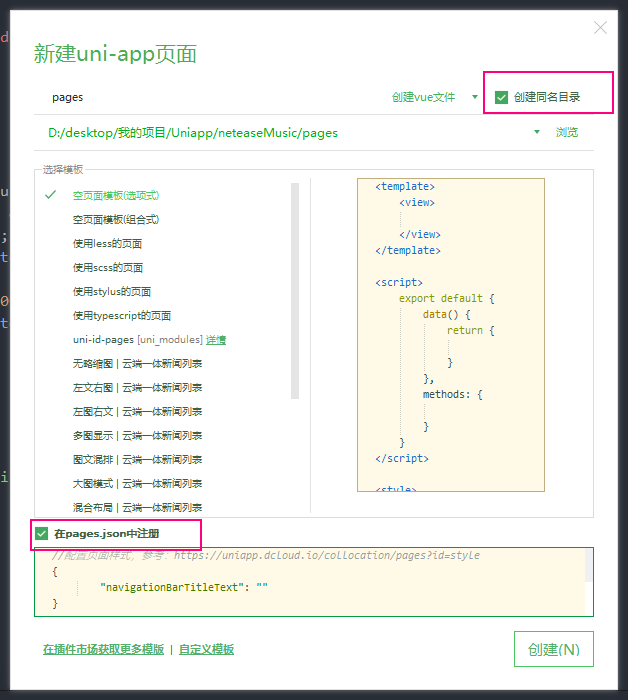 新建uni-app页面
pages 创建vue文件 创建同名目录
D:/desktop/我的项目/Uniapp/neteaseMusic/pages 浏览
选择模板
空页面模板(选项式)
空页面模板(组合式)
使用less的页面
使用scss的页面
使用stylus的页面
使用typescript的页面
uni-id-pages [uni_modules] 详情
无略缩图 | 云端一体新闻列表
左文右图 | 云端一体新闻列表
左图右文 | 云端一体新闻列表
多图显示 | 云端一体新闻列表
图文混排 | 云端一体新闻列表
大图模式 | 云端一体新闻列表
混合布局 | 云端一体新闻列表
<template>
<view>
</view>
</template>
<script>
export default {
data() {
return {
}
},
methods: {
}
}
</script>
<style>
在pages.json中注册
//配置页面样式，参考：https://uniapp.dcloud.io/collocation/pages?id=style
{
"navigationBarTitleText": ""
}
在插件市场获取更多模版 | 自定义模板
创建(N)